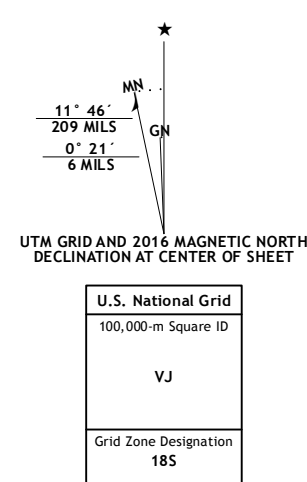 ★
MN
11° 46´
209 MILS
GN
0° 21´
6 MILS
UTM GRID AND 2016 MAGNETIC NORTH
DECLINATION AT CENTER OF SHEET
U.S. National Grid
100,000-m Square ID
VJ
Grid Zone Designation
18S